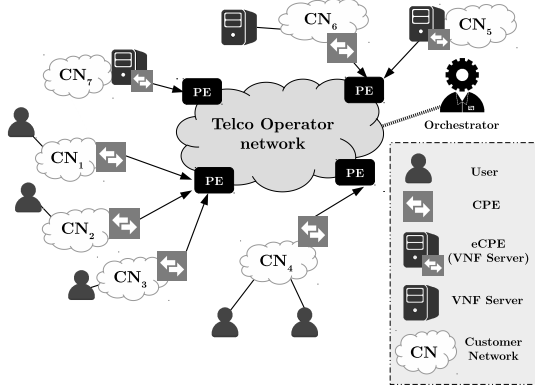 CN6
CN5
CN7
PE
PE
Telco Operator
network
Orchestrator
CN1
PE
PE
User
CN2
CPE
CN3
CN4
eCPE
(VNF Server)
VNF Server
CN
Customer
Network